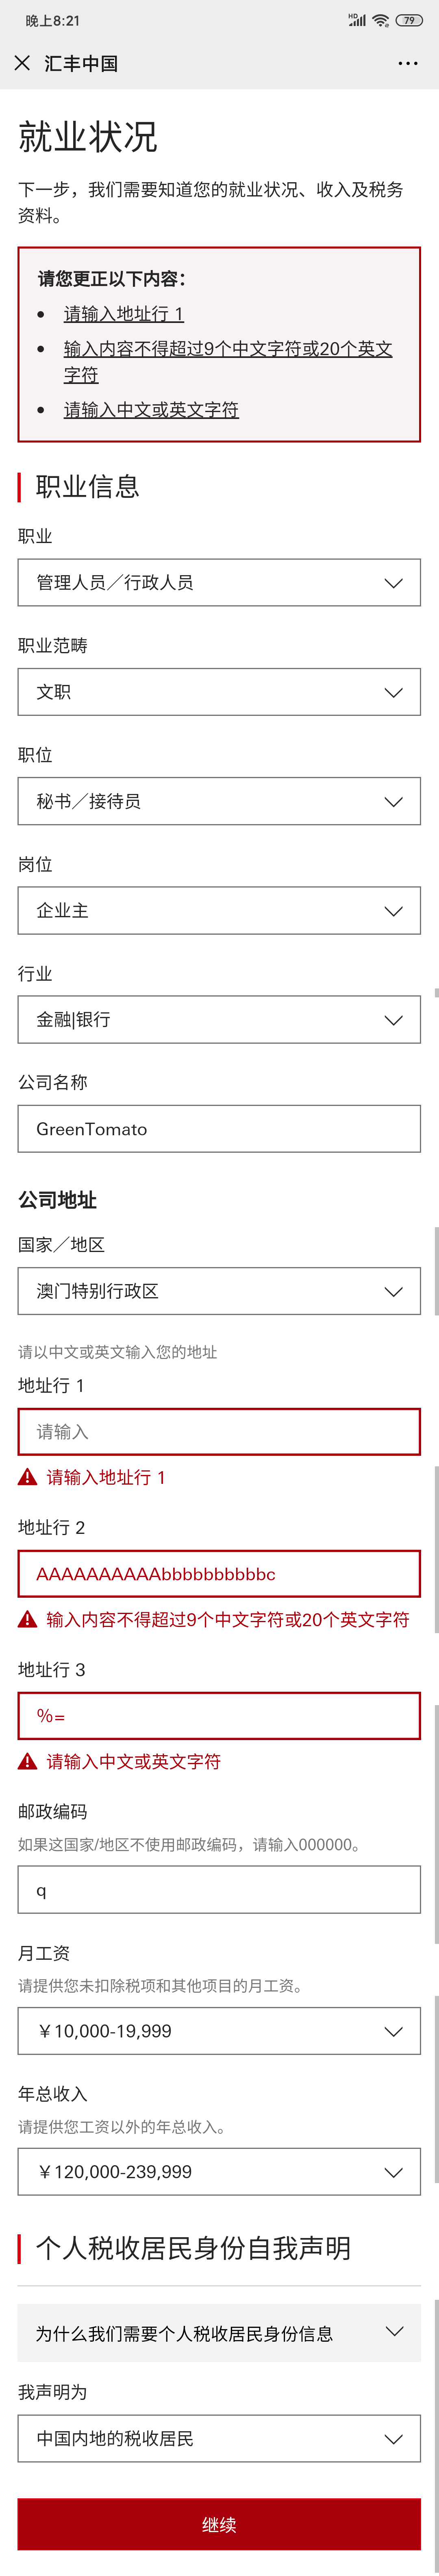 晚上8:21
HD
79
汇丰中国
就业状况
下一步，我们需要知道您的就业状况、收入及税务
资料。
请您更正以下内容：
请输入地址行 1
输入内容不得超过9个中文字符或20个英文
字符
请输入中文或英文字符
职业信息
职业
管理人员／行政人员
职业范畴
文职
职位
秘书／接待员
岗位
企业主
行业
金融|银行
公司名称
GreenTomato
公司地址
国家／地区
澳门特别行政区
请以中文或英文输入您的地址
地址行 1
请输入
请输入地址行 1
地址行 2
AAAAAAAAAAbbbbbbbbbbc
输入内容不得超过9个中文字符或20个英文字符
地址行 3
%=
请输入中文或英文字符
邮政编码
如果这国家/地区不使用邮政编码，请输入000000。
q
月工资
请提供您未扣除税项和其他项目的月工资。
￥10,000-19,999
年总收入
请提供您工资以外的年总收入。
￥120,000-239,999
个人税收居民身份自我声明
为什么我们需要个人税收居民身份信息
我声明为
中国内地的税收居民
继续